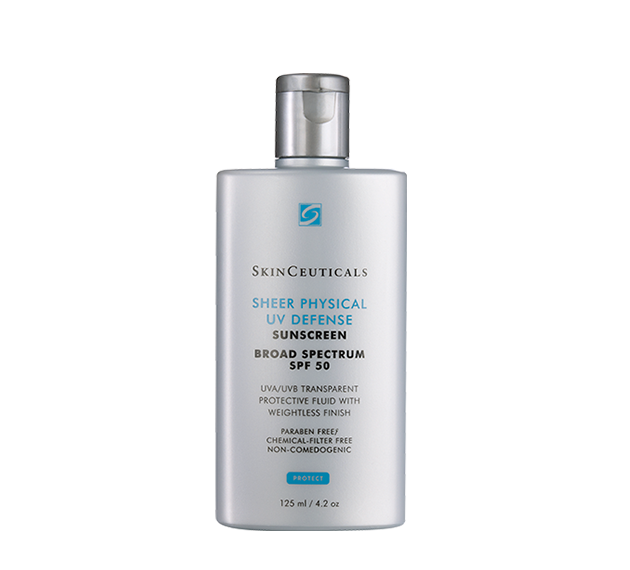 SKINCEUTICALS
SHEER PHYSICAL
UV DEFENSE
SUNSCREEN
BROAD SPECTRUM
SPF 50
UVA/UVB TRANSPARENT
PROTECTIVE FLUID WITH
WEIGHTLESS FINISH
PARABEN FREE/
CHEMICAL-FILTER FREE
NON-COMEDOGENIC
PROTECT
125 ml / 4.2 oz